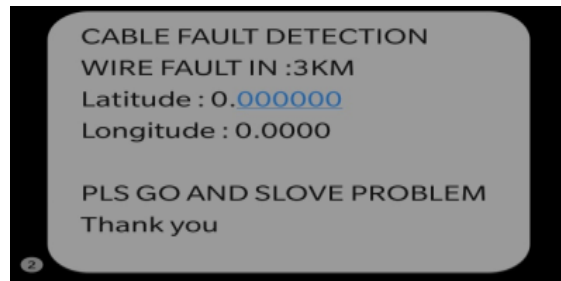 CABLE FAULT DETECTION
WIRE FAULT IN :3KM
Latitude : 0.000000
Longitude : 0.0000
PLS GO AND SLOVE PROBLEM
Thank you
2